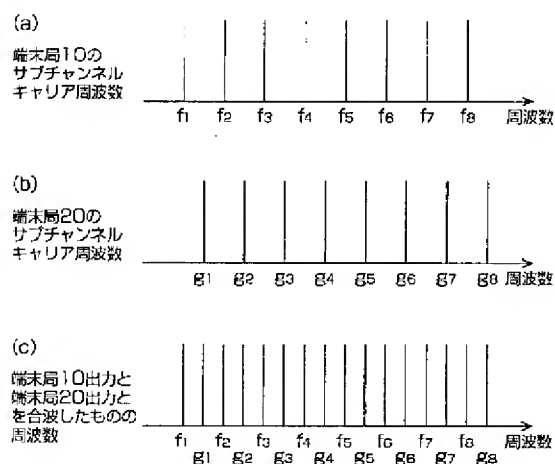 (a)
端末局10の
サブチャンネル
キャリア周波数
f1 f2 f3 f4 f5 f6 f7 f8 周波数
(b)
端末局20の
サブチャンネル
キャリア周波数
g1 g2 g3 g4 g5 g6 g7 g8 周波数
(c)
端末局10出力と
端末局20出力と
を合波したものの
周波数
f1 f2 f3 f4 f5 f6 f7 f8 周波数
g1 g2 g3 g4 g5 g6 g7 g8